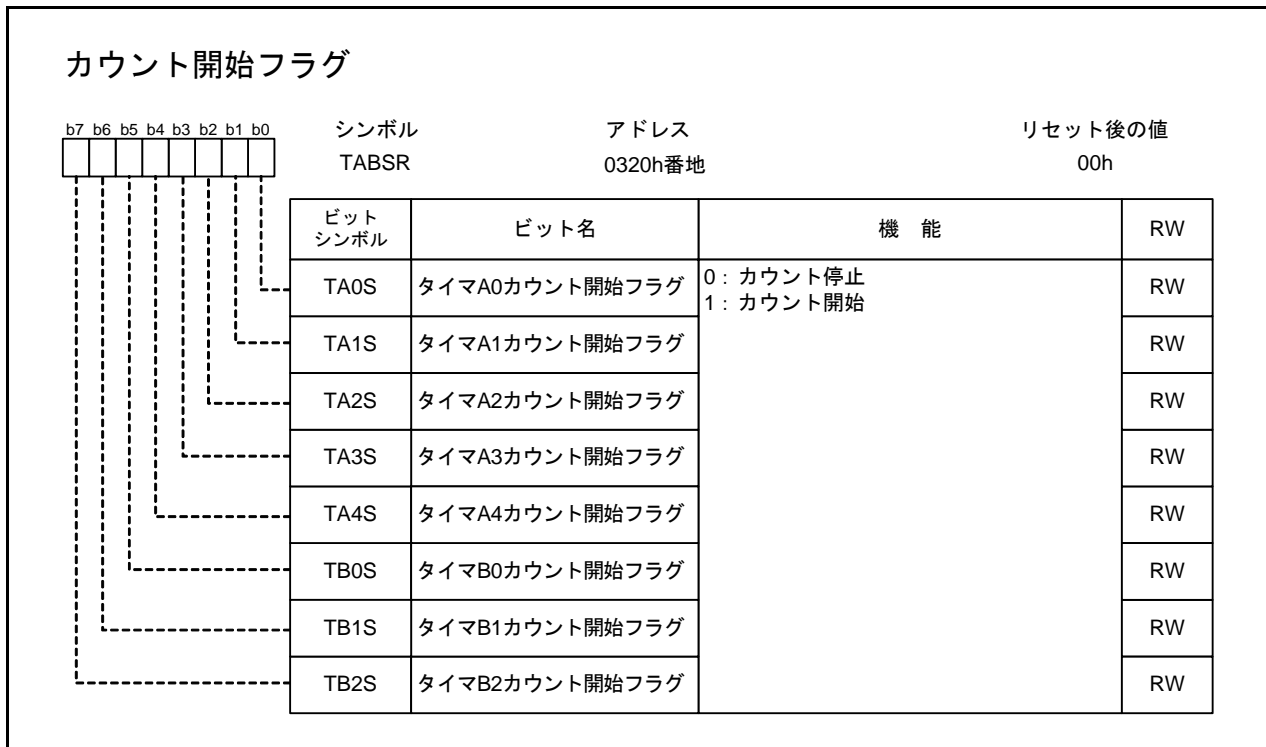 カウント開始フラグ
b7 b6 b5 b4 b3 b2 b1 b0
シンボル アドレス リセット後の値
TABSR 0320h番地 00h
ビット
シンボル ビット名 機 能 RW
TA0S タイマA0カウント開始フラグ 0:カウント停止 RW
1:カウント開始
TA1S タイマA1カウント開始フラグ RW
TA2S タイマA2カウント開始フラグ RW
TA3S タイマA3カウント開始フラグ RW
TA4S タイマA4カウント開始フラグ RW
TB0S タイマB0カウント開始フラグ RW
TB1S タイマB1カウント開始フラグ RW
TB2S タイマB2カウント開始フラグ RW